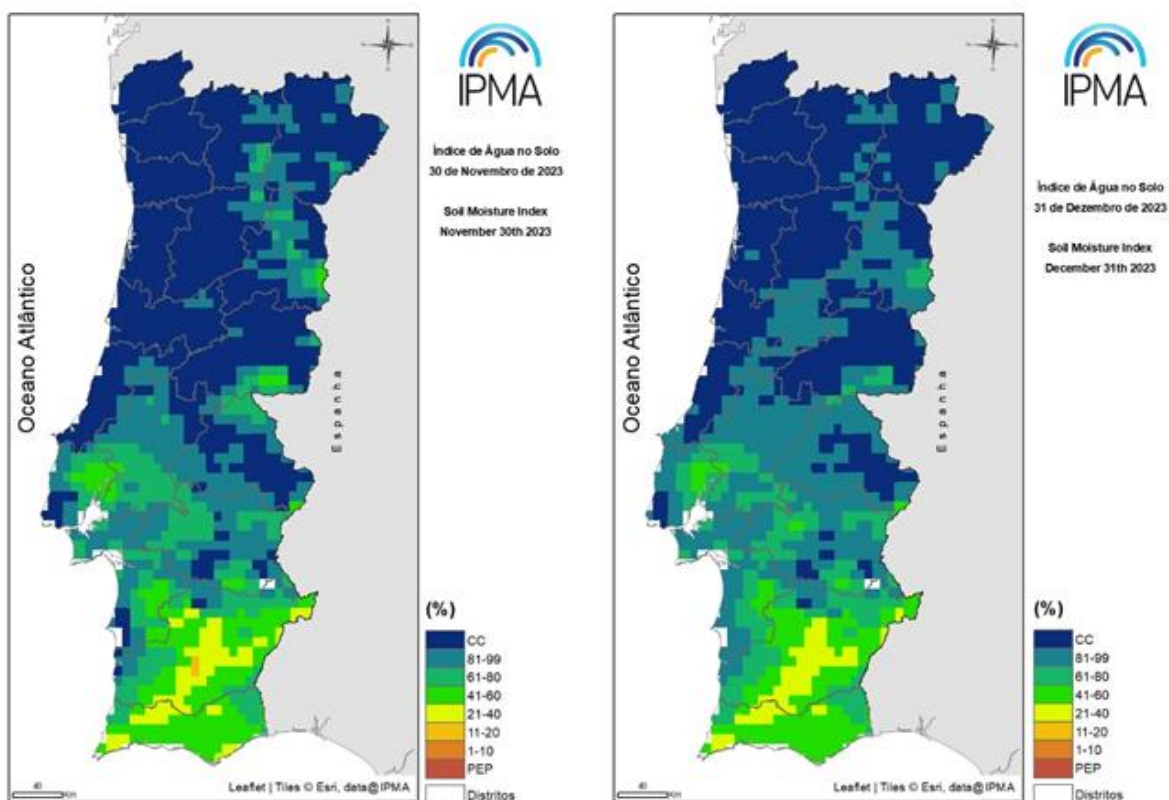 IPMA
Índice de Água no Solo
30 de Novembro de 2023
Soil Moisture Index
November 30th 2023
Oceano Atlântico
Espanha
(%)
CC
81-99
61-80
41-60
21-40
11-20
1-10
PEP
Distritos
40
Km
Leaflet | Tiles © Esri, data@IPMA
IPMA
Índice de Água no Solo
31 de Dezembro de 2023
Soil Moisture Index
December 31th 2023
Oceano Atlântico
Espanha
(%)
CC
81-99
61-80
41-60
21-40
11-20
1-10
PEP
Distritos
40
Km
Leaflet | Tiles © Esri, data@IPMA